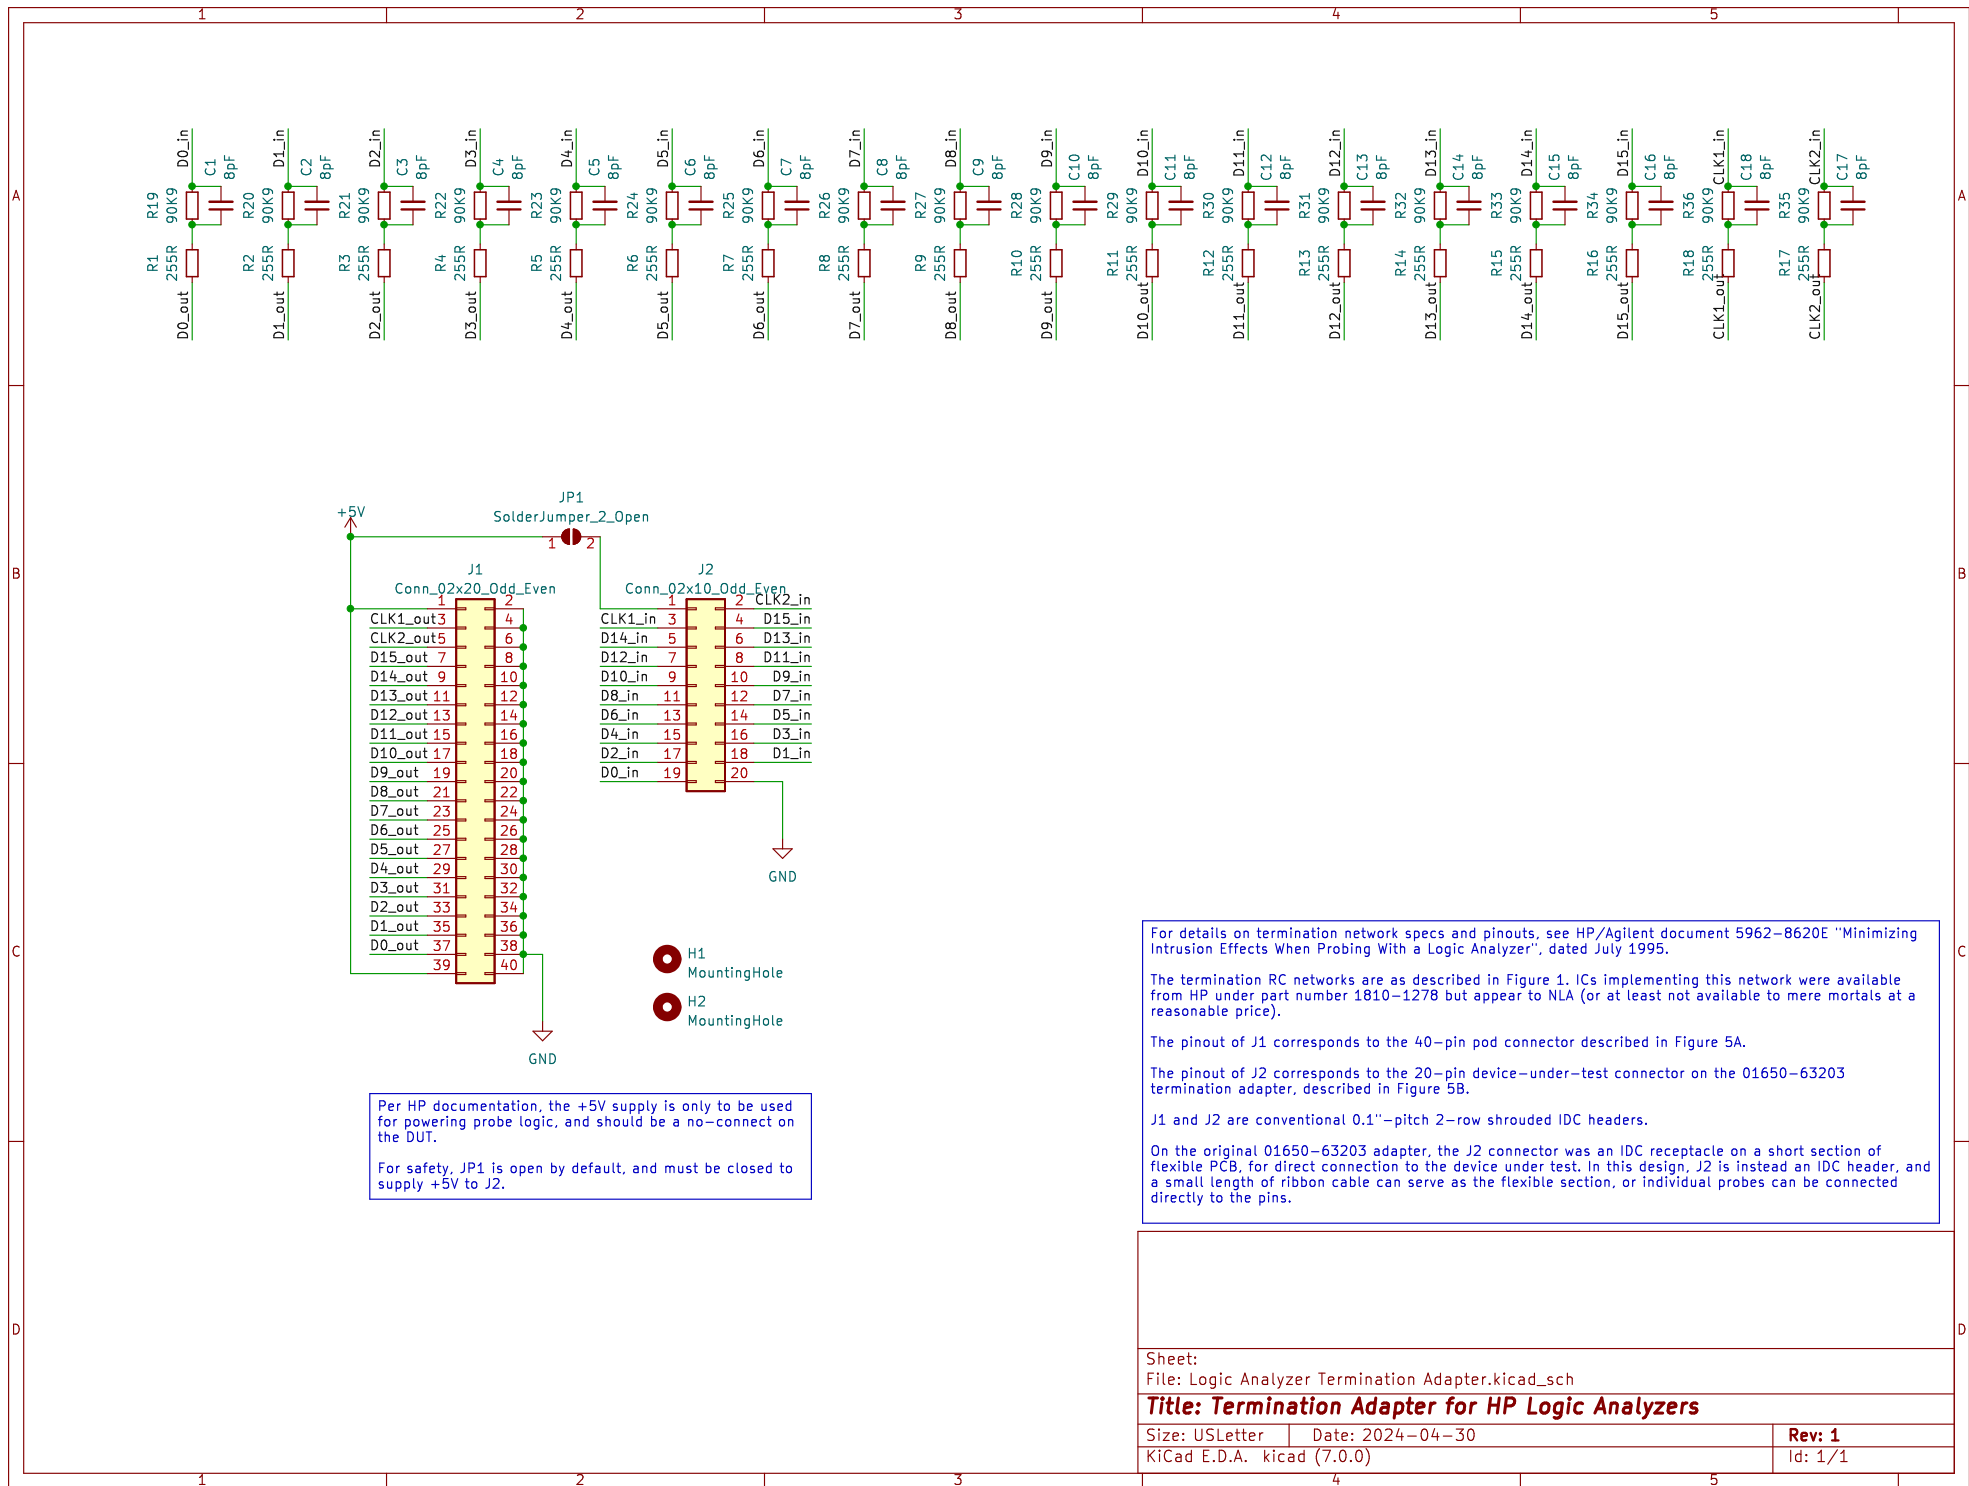 1 2 3 4 5
A A
B B
C C
D D
1 2 3 4 5
D0_in
R19
90K9
C1
8pF
R1
255R
D0_out
D1_in
R20
90K9
C2
8pF
R2
255R
D1_out
D2_in
R21
90K9
C3
8pF
R3
255R
D2_out
D3_in
R22
90K9
C4
8pF
R4
255R
D3_out
D4_in
R23
90K9
C5
8pF
R5
255R
D4_out
D5_in
R24
90K9
C6
8pF
R6
255R
D5_out
D6_in
R25
90K9
C7
8pF
R7
255R
D6_out
D7_in
R26
90K9
C8
8pF
R8
255R
D7_out
D8_in
R27
90K9
C9
8pF
R9
255R
D8_out
D9_in
R28
90K9
C10
8pF
R10
255R
D9_out
D10_in
R29
90K9
C11
8pF
R11
255R
D10_out
D11_in
R30
90K9
C12
8pF
R12
255R
D11_out
D12_in
R31
90K9
C13
8pF
R13
255R
D12_out
D13_in
R32
90K9
C14
8pF
R14
255R
D13_out
D14_in
R33
90K9
C15
8pF
R15
255R
D14_out
D15_in
R34
90K9
C16
8pF
R16
255R
D15_out
CLK1_in
R36
90K9
C18
8pF
R18
255R
CLK1_out
CLK2_in
R35
90K9
C17
8pF
R17
255R
CLK2_out
+5V
JP1
SolderJumper_2_Open
1 2
J1
Conn_02x20_Odd_Even
1 2
CLK1_out 3 4
CLK2_out 5 6
D15_out 7 8
D14_out 9 10
D13_out 11 12
D12_out 13 14
D11_out 15 16
D10_out 17 18
D9_out 19 20
D8_out 21 22
D7_out 23 24
D6_out 25 26
D5_out 27 28
D4_out 29 30
D3_out 31 32
D2_out 33 34
D1_out 35 36
D0_out 37 38
39 40
GND
J2
Conn_02x10_Odd_Even
1 2 CLK2_in
CLK1_in 3 4 D15_in
D14_in 5 6 D13_in
D12_in 7 8 D11_in
D10_in 9 10 D9_in
D8_in 11 12 D7_in
D6_in 13 14 D5_in
D4_in 15 16 D3_in
D2_in 17 18 D1_in
D0_in 19 20
GND
H1
MountingHole
H2
MountingHole
Per HP documentation, the +5V supply is only to be used
for powering probe logic, and should be a no-connect on
the DUT.
For safety, JP1 is open by default, and must be closed to
supply +5V to J2.
For details on termination network specs and pinouts, see HP/Agilent document 5962-8620E "Minimizing
Intrusion Effects When Probing With a Logic Analyzer", dated July 1995.
The termination RC networks are as described in Figure 1. ICs implementing this network were available
from HP under part number 1810-1278 but appear to NLA (or at least not available to mere mortals at a
reasonable price).
The pinout of J1 corresponds to the 40-pin pod connector described in Figure 5A.
The pinout of J2 corresponds to the 20-pin device-under-test connector on the 01650-63203
termination adapter, described in Figure 5B.
J1 and J2 are conventional 0.1"-pitch 2-row shrouded IDC headers.
On the original 01650-63203 adapter, the J2 connector was an IDC receptacle on a short section of
flexible PCB, for direct connection to the device under test. In this design, J2 is instead an IDC header, and
a small length of ribbon cable can serve as the flexible section, or individual probes can be connected
directly to the pins.
Sheet:
File: Logic Analyzer Termination Adapter.kicad_sch
Title: Termination Adapter for HP Logic Analyzers
Size: USLetter Date: 2024-04-30 Rev: 1
KiCad E.D.A. kicad (7.0.0) Id: 1/1